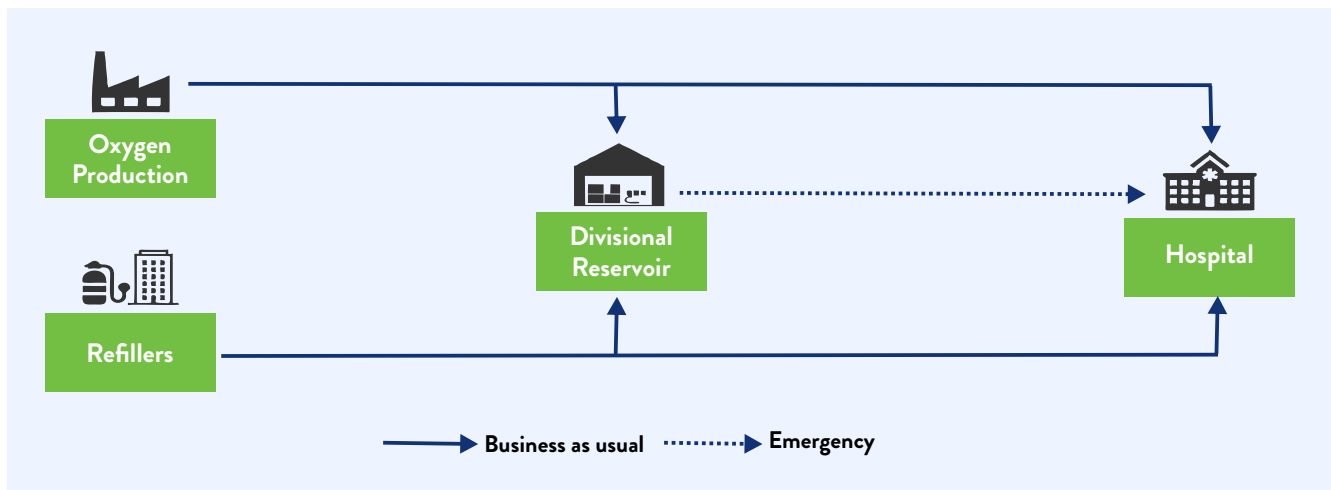 Oxygen
Production
Divisional
Reservoir
Hospital
Refillers
Business as usual
Emergency